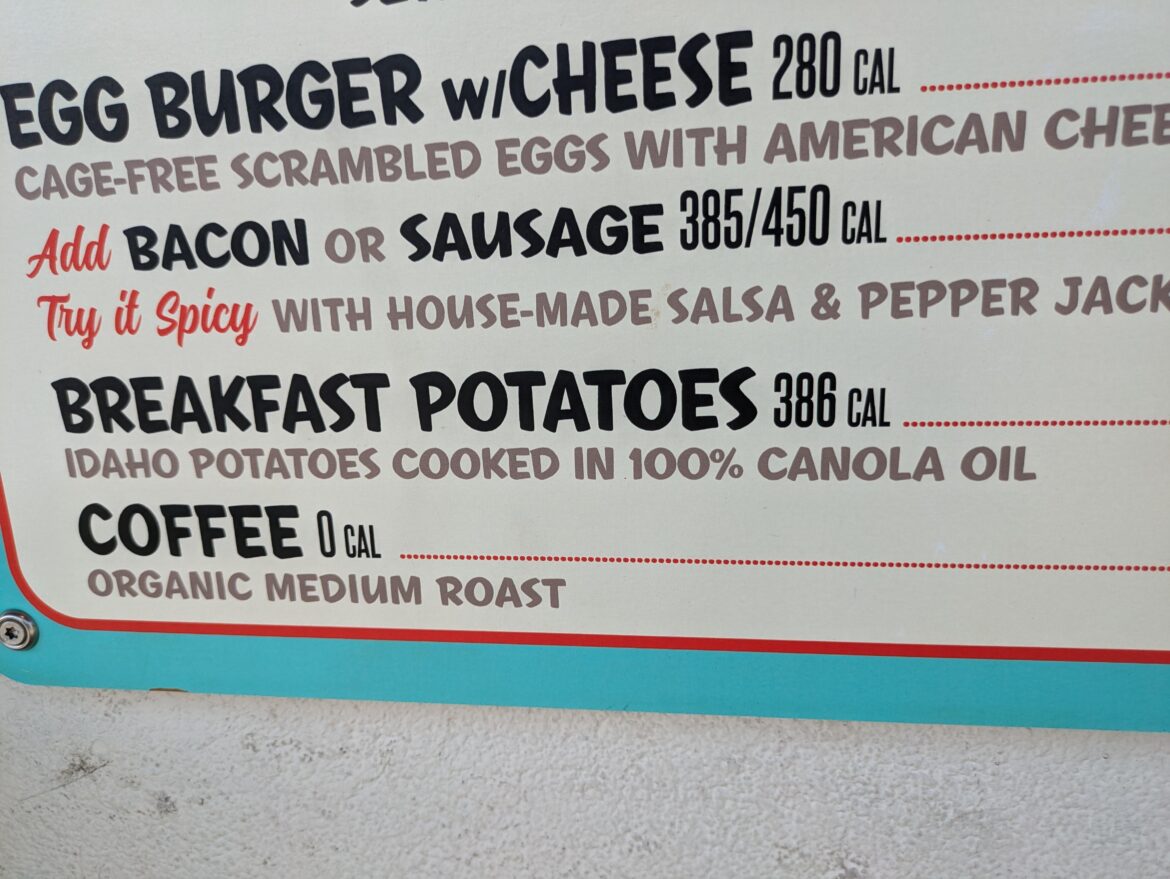 EGG BURGER w/CHEESE 280 CAL
CAGE-FREE SCRAMBLED EGGS WITH AMERICAN
Add BACON OR SAUSAGE 385/450 CAL
Try it Spicy WITH HOUSE-MADE SALSA & PEPPER JACK
BREAKFAST POTATOES 386 CAL
IDAHO POTATOES COOKED IN 100% CANOLA OIL
COFFEE 0 CAL
ORGANIC MEDIUM ROAST